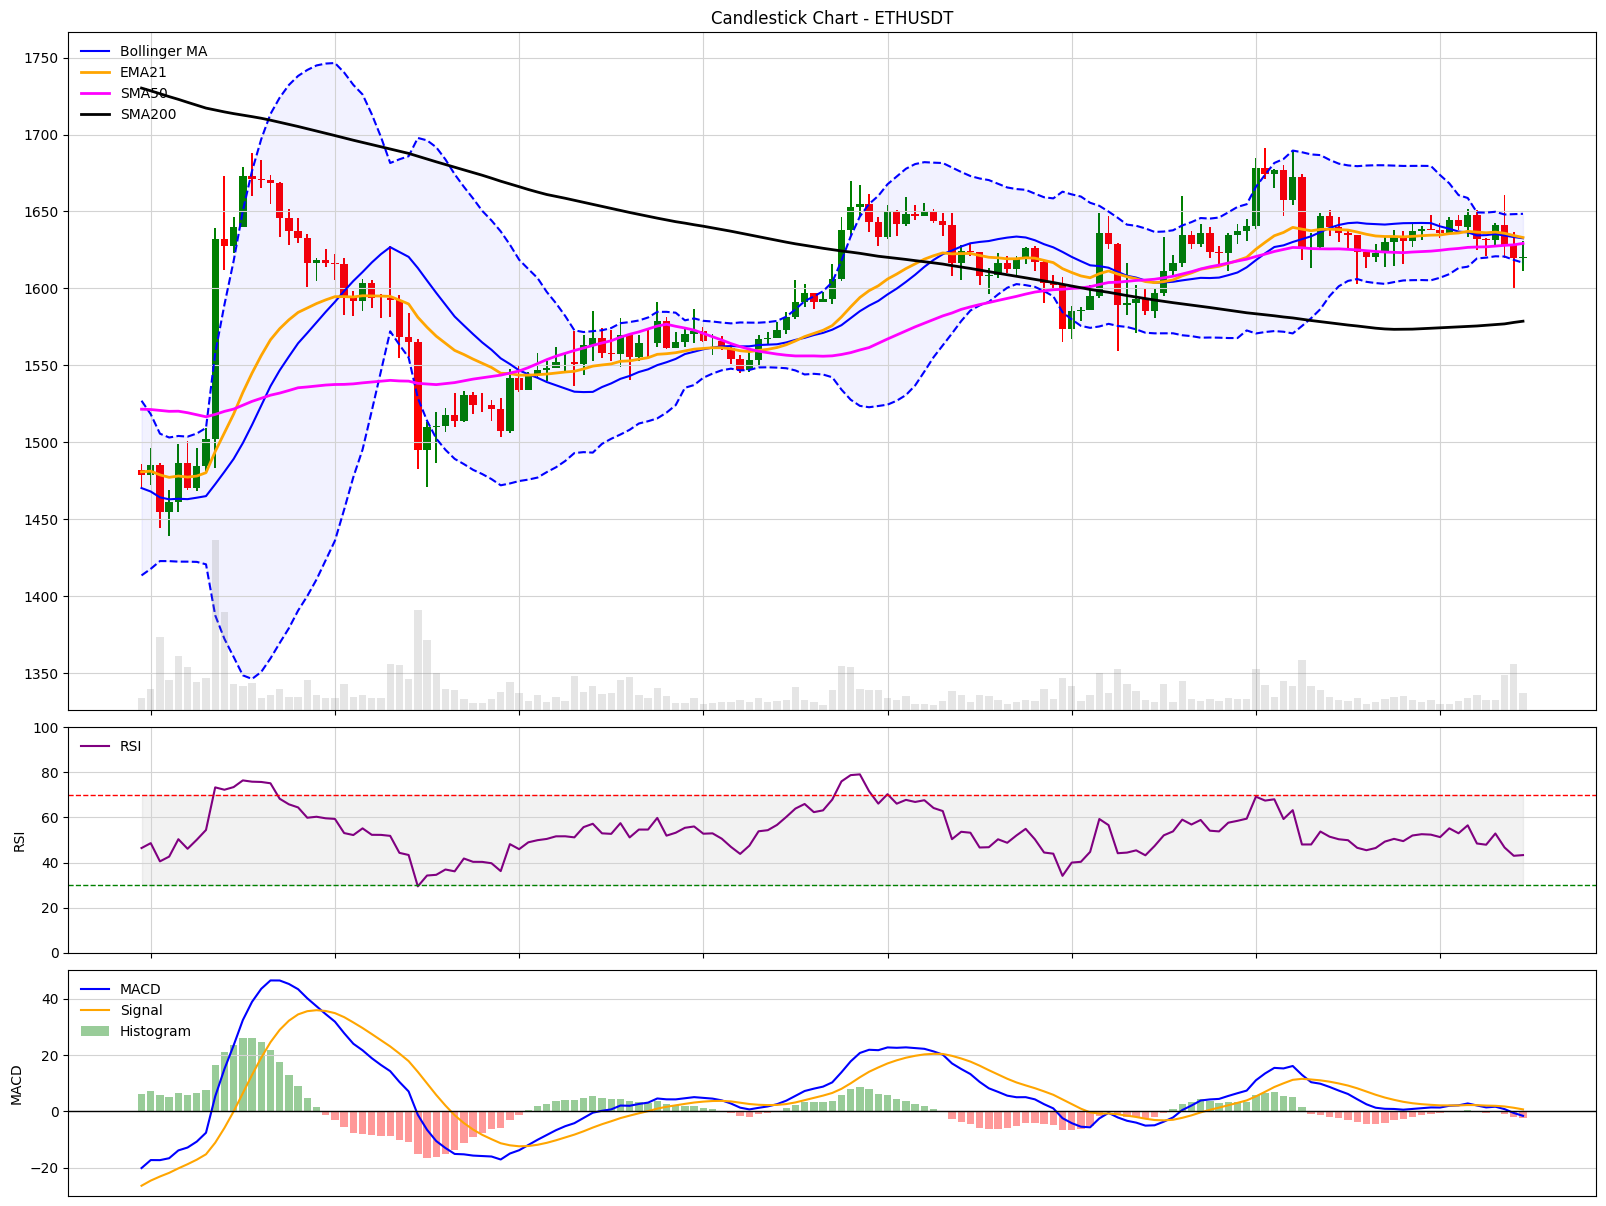 Candlestick Chart - ETHUSDT
Bollinger MA
EMA21
SMA50
SMA200
1750
1700
1650
1600
1550
1500
1450
1400
1350
RSI
RSI
100
80
60
40
20
0
MACD
Signal
Histogram
MACD
40
20
0
−20